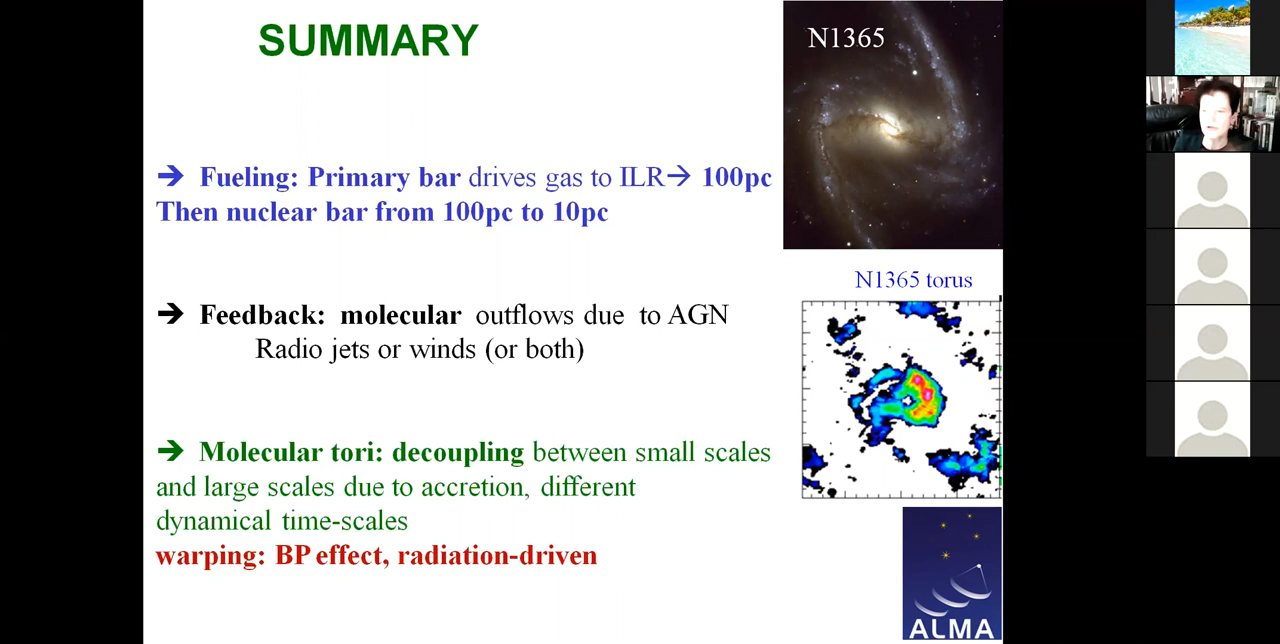 SUMMARY
N1365
→ Fueling: Primary bar drives gas to ILR→ 100pc
Then nuclear bar from 100pc to 10pc
N1365 torus
→ Feedback: molecular outflows due to AGN
Radio jets or winds (or both)
→ Molecular tori: decoupling between small scales
and large scales due to accretion, different
dynamical time-scales
warping: BP effect, radiation-driven
ALMA